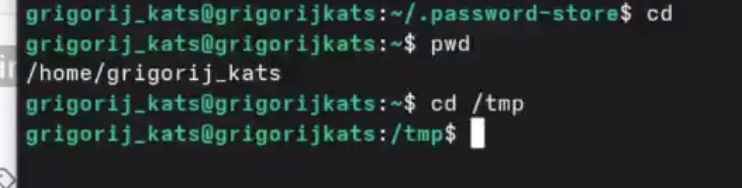 grigorij_kats@grigorijkats:~/.password-store$ cd
grigorij_kats@grigorijkats:~$ pwd
/home/grigorij_kats
grigorij_kats@grigorijkats:~$ cd /tmp
grigorij_kats@grigorijkats:/tmp$